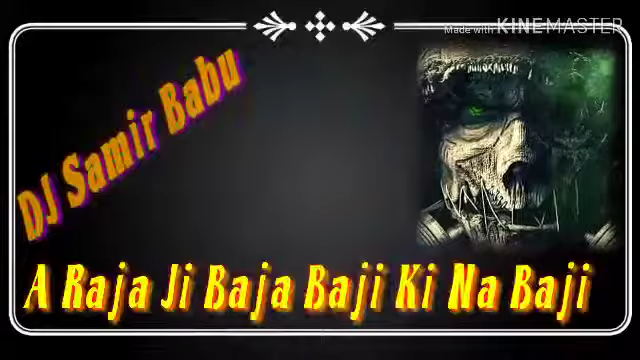 Made with KINEMASTER
DJ Samir Babu
A Raja Ji Baja Baji Ki Na Baji